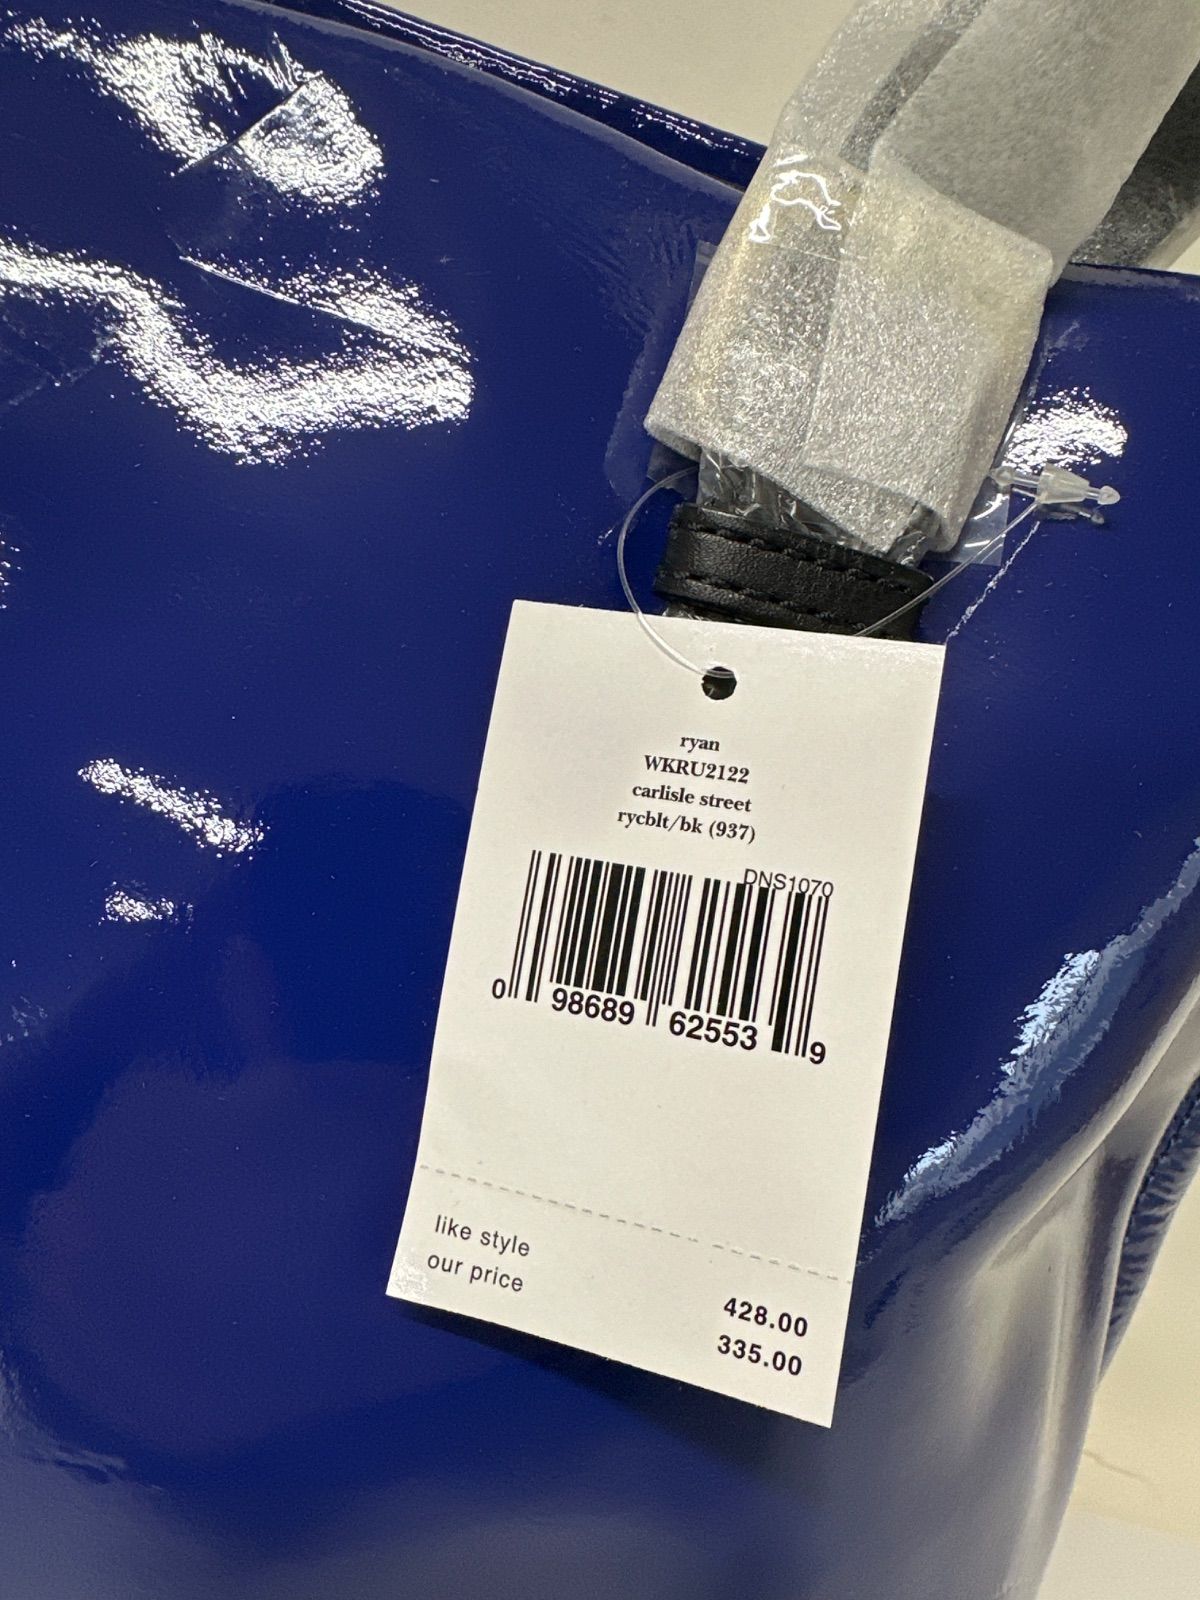 ryan
WKRU2122
carlisle street
rycblt/bk (937)
DNS1070
0 98689 62553 9
like style 428.00
our price 335.00